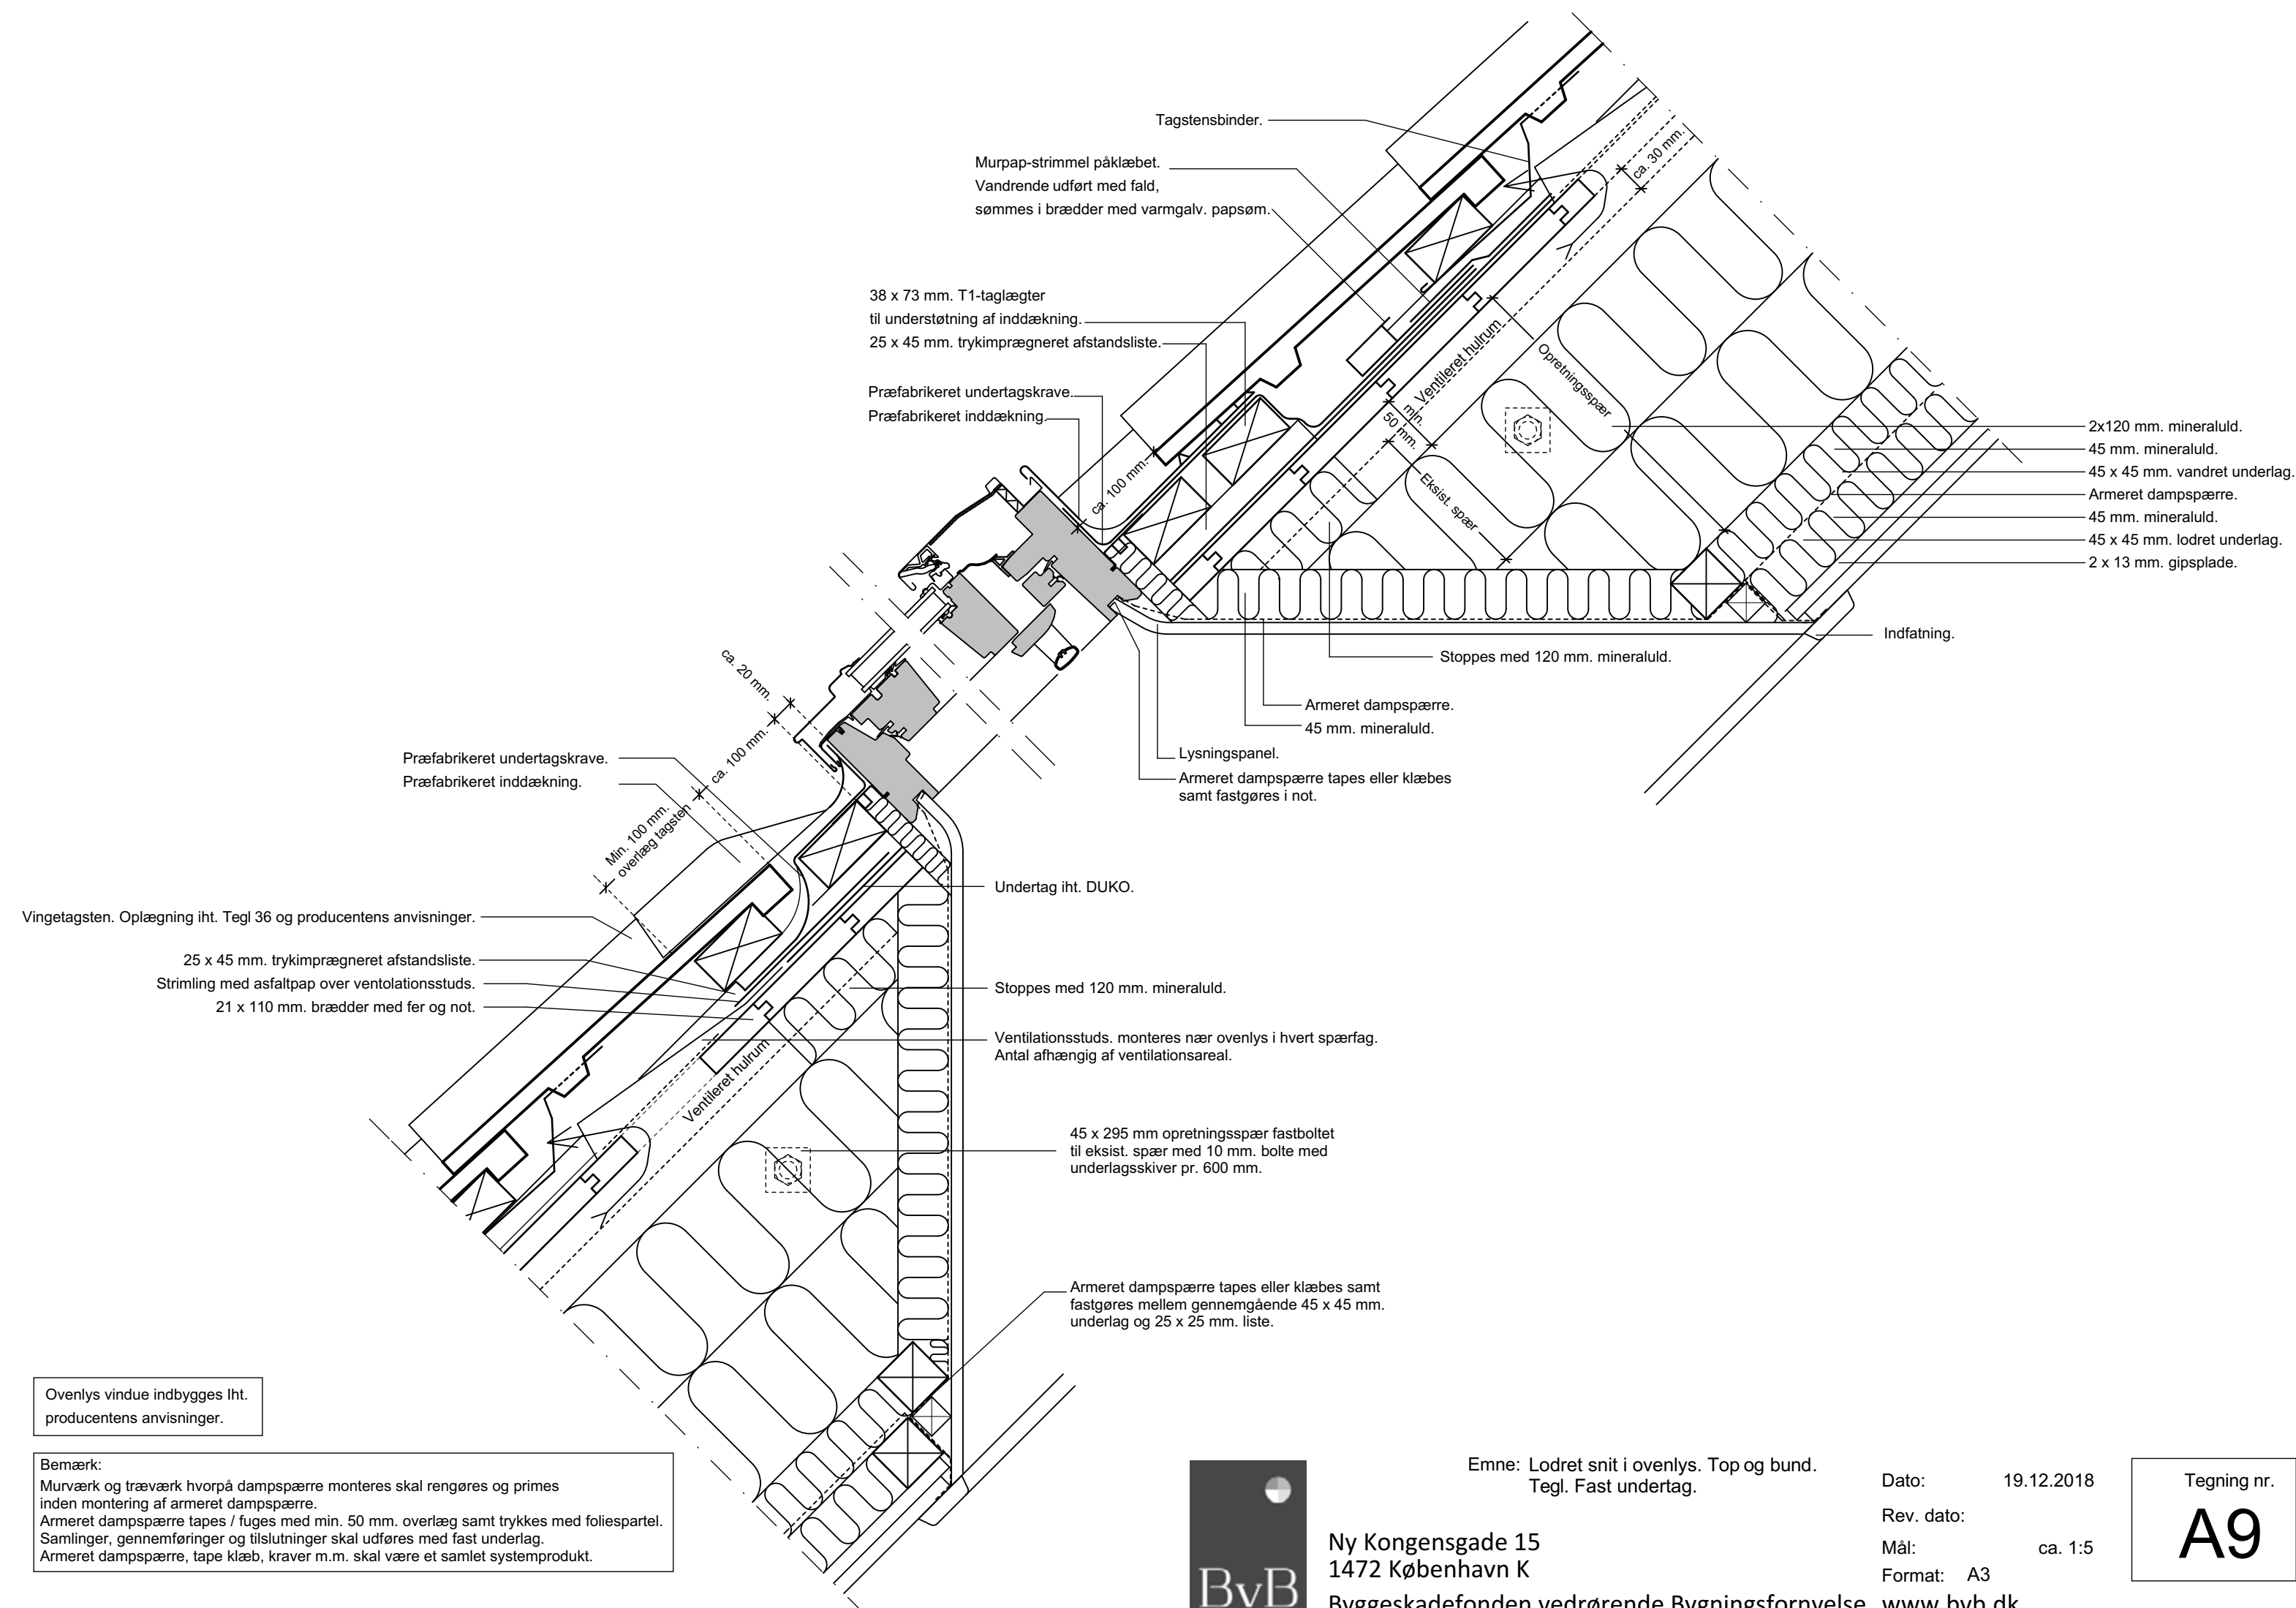 Tagstensbinder.
Murpap-strimmel påklæbet.
Vandrende udført med fald,
sømmes i brædder med varmgalv. papsøm.
38 x 73 mm. T1-taglægter
til understøtning af inddækning.
25 x 45 mm. trykimprægneret afstandsliste.
Præfabrikeret undertagskrave.
Præfabrikeret inddækning.
ca. 30 mm.
Ventileret hulrum
Opretningsspær
min.
50 mm.
Eksist. spær
ca. 100 mm.
2x120 mm. mineraluld.
45 mm. mineraluld.
45 x 45 mm. vandret underlag.
Armeret dampspærre.
45 mm. mineraluld.
45 x 45 mm. lodret underlag.
2 x 13 mm. gipsplade.
Indfatning.
Stoppes med 120 mm. mineraluld.
Armeret dampspærre.
45 mm. mineraluld.
Lysningspanel.
Armeret dampspærre tapes eller klæbes
samt fastgøres i not.
ca. 20 mm.
ca. 100 mm.
Min. 100 mm.
overlæg tagsten
Præfabrikeret undertagskrave.
Præfabrikeret inddækning.
Vingetagsten. Oplægning iht. Tegl 36 og producentens anvisninger.
25 x 45 mm. trykimprægneret afstandsliste.
Strimling med asfaltpap over ventolationsstuds.
21 x 110 mm. brædder med fer og not.
Ventileret hulrum
Undertag iht. DUKO.
Stoppes med 120 mm. mineraluld.
Ventilationsstuds. monteres nær ovenlys i hvert spærfag.
Antal afhængig af ventilationsareal.
45 x 295 mm opretningsspær fastboltet
til eksist. spær med 10 mm. bolte med
underlagsskiver pr. 600 mm.
Armeret dampspærre tapes eller klæbes samt
fastgøres mellem gennemgående 45 x 45 mm.
underlag og 25 x 25 mm. liste.
Ovenlys vindue indbygges Iht.
producentens anvisninger.
Bemærk:
Murværk og træværk hvorpå dampspærre monteres skal rengøres og primes
inden montering af armeret dampspærre.
Armeret dampspærre tapes / fuges med min. 50 mm. overlæg samt trykkes med foliespartel.
Samlinger, gennemføringer og tilslutninger skal udføres med fast underlag.
Armeret dampspærre, tape klæb, kraver m.m. skal være et samlet systemprodukt.
BvB
Emne: Lodret snit i ovenlys. Top og bund.
Tegl. Fast undertag.
Ny Kongensgade 15
1472 København K
Byggeskadefonden vedrørende Bygningsfornyelse www.bvb.dk
Dato: 19.12.2018
Rev. dato:
Mål: ca. 1:5
Format: A3
Tegning nr.
A9